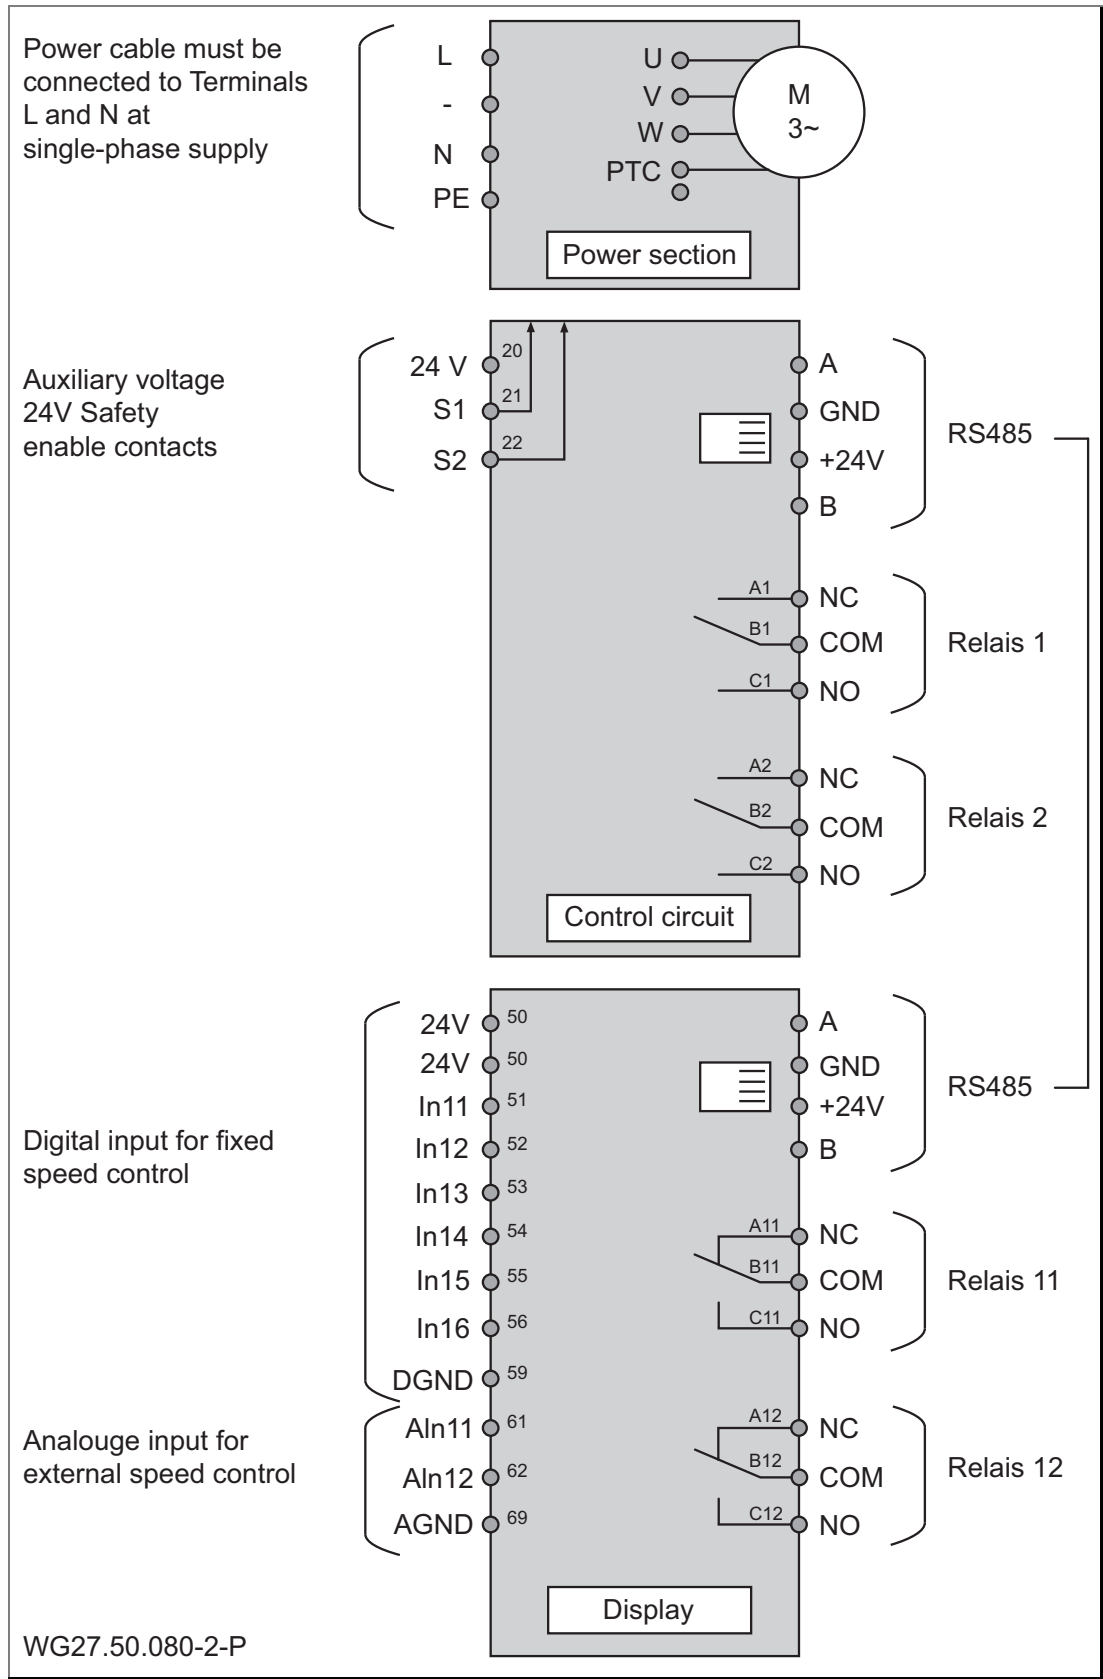 Power cable must be
connected to Terminals
L and N at
single-phase supply
L
-
N
PE
U
V
W
PTC
M
3~
Power section
Auxiliary voltage
24V Safety
enable contacts
24 V 20
S1 21
S2 22
A
GND
+24V
B
RS485
A1 NC
B1 COM
C1 NO
Relais 1
A2 NC
B2 COM
C2 NO
Relais 2
Control circuit
Digital input for fixed
speed control
24V 50
24V 50
In11 51
In12 52
In13 53
In14 54
In15 55
In16 56
DGND 59
Analouge input for
external speed control
AIn11 61
AIn12 62
AGND 69
A
GND
+24V
B
RS485
A11 NC
B11 COM
C11 NO
Relais 11
A12 NC
B12 COM
C12 NO
Relais 12
Display
WG27.50.080-2-P